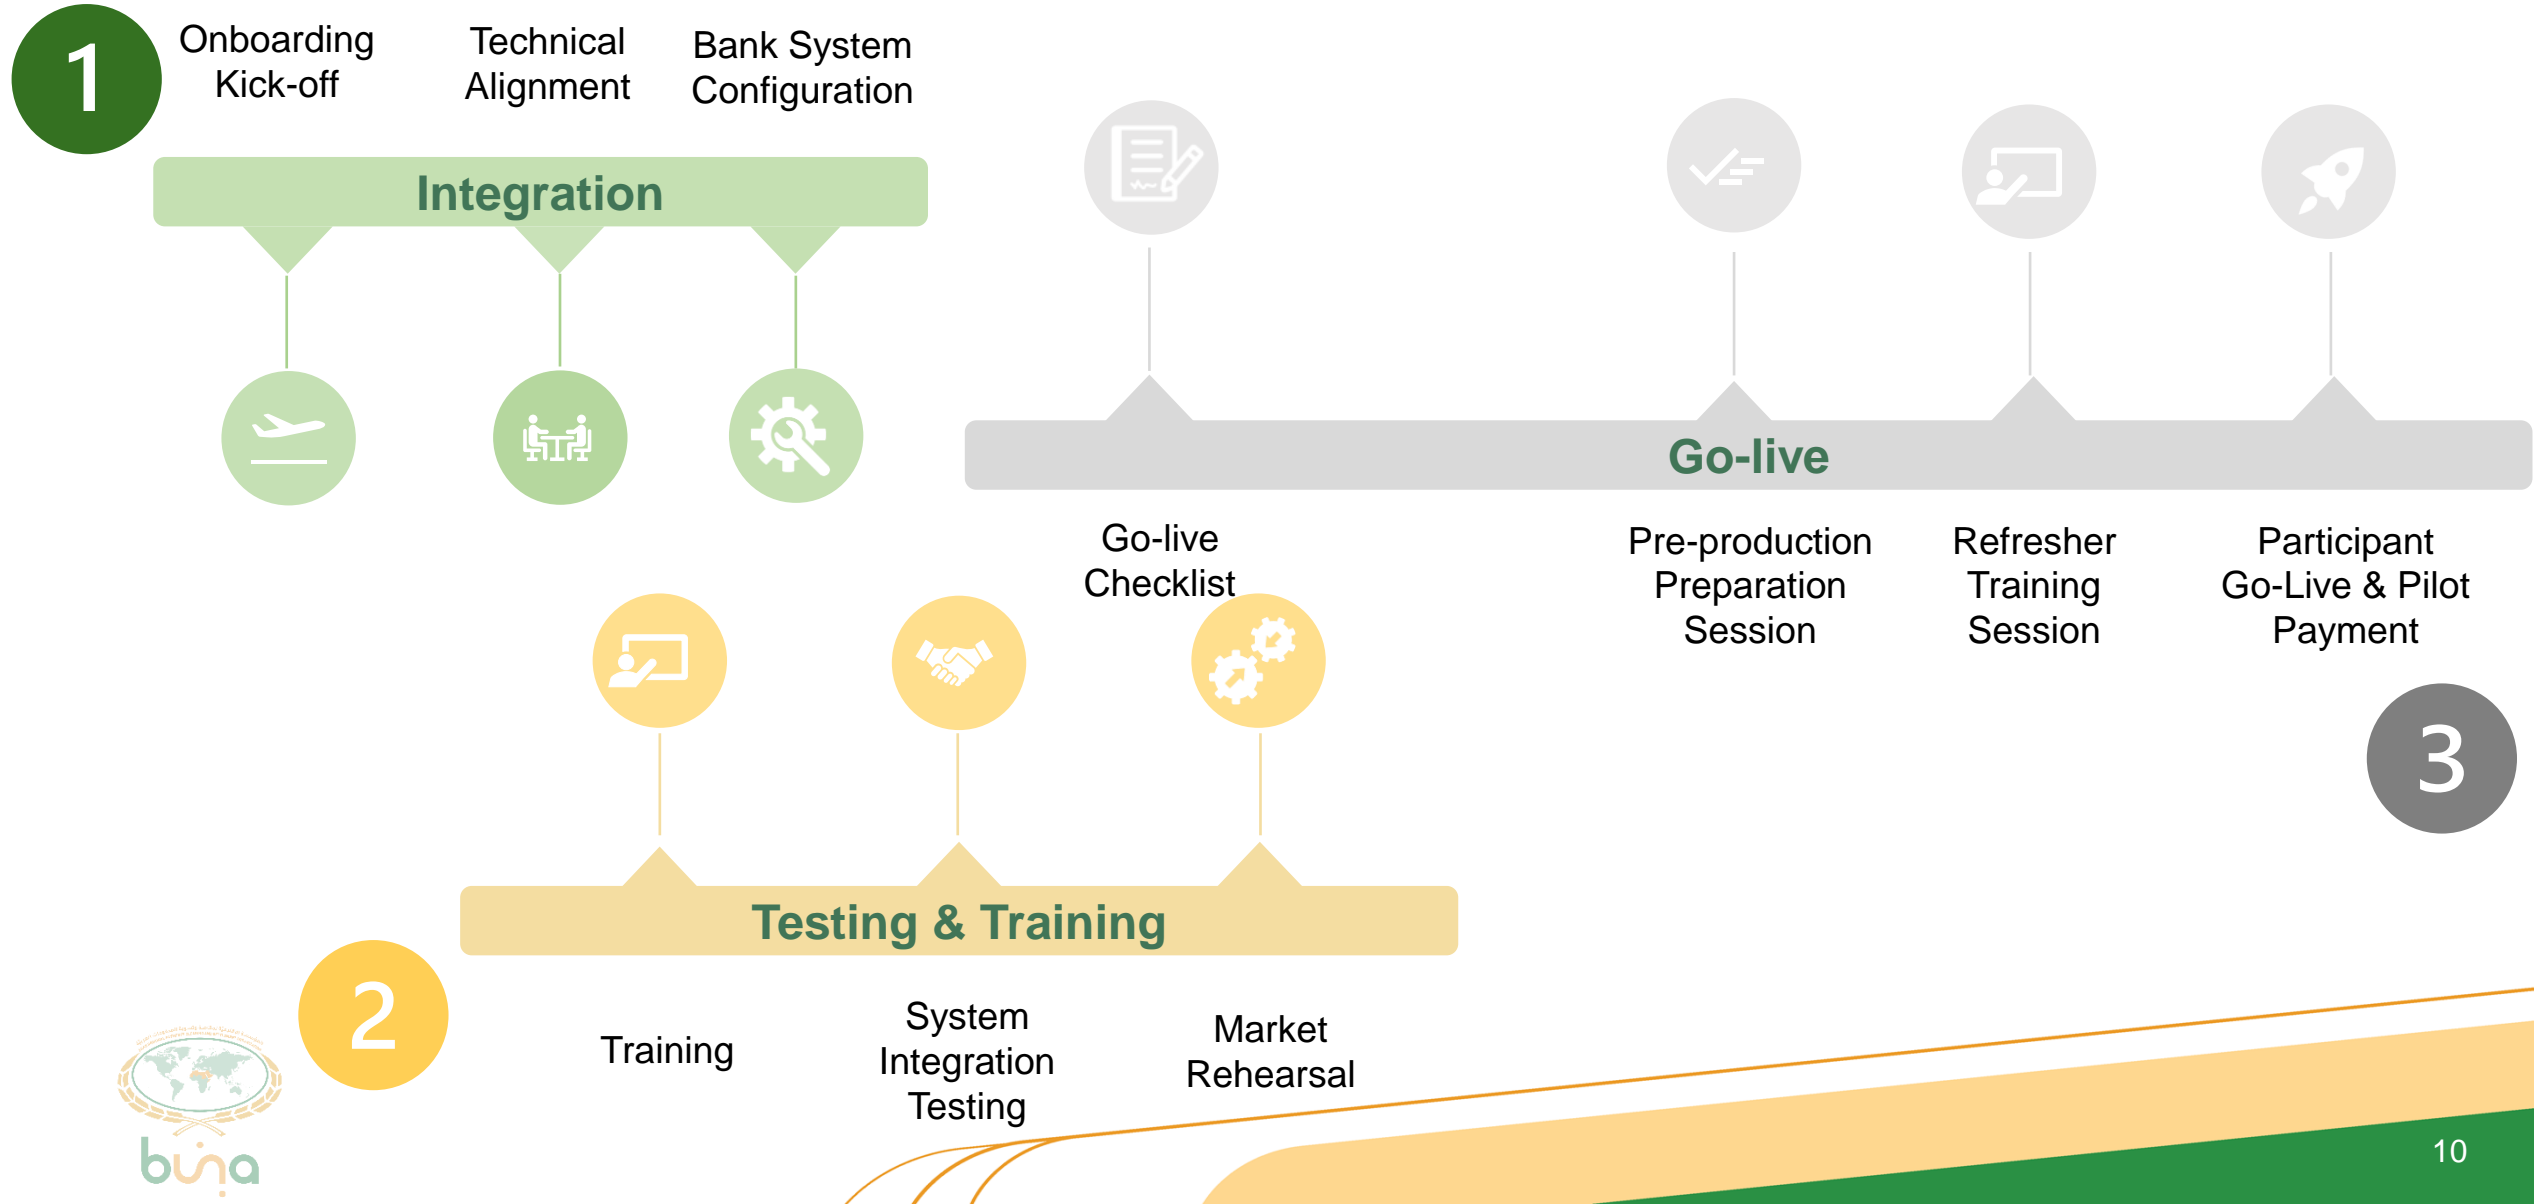 1
Onboarding
Kick-off
Technical
Alignment
Bank System
Configuration
Integration
Go-live
Go-live
Checklist
Pre-production
Preparation
Session
Refresher
Training
Session
Participant
Go-Live & Pilot
Payment
3
Testing & Training
2
Training
System
Integration
Testing
Market
Rehearsal
buna
10